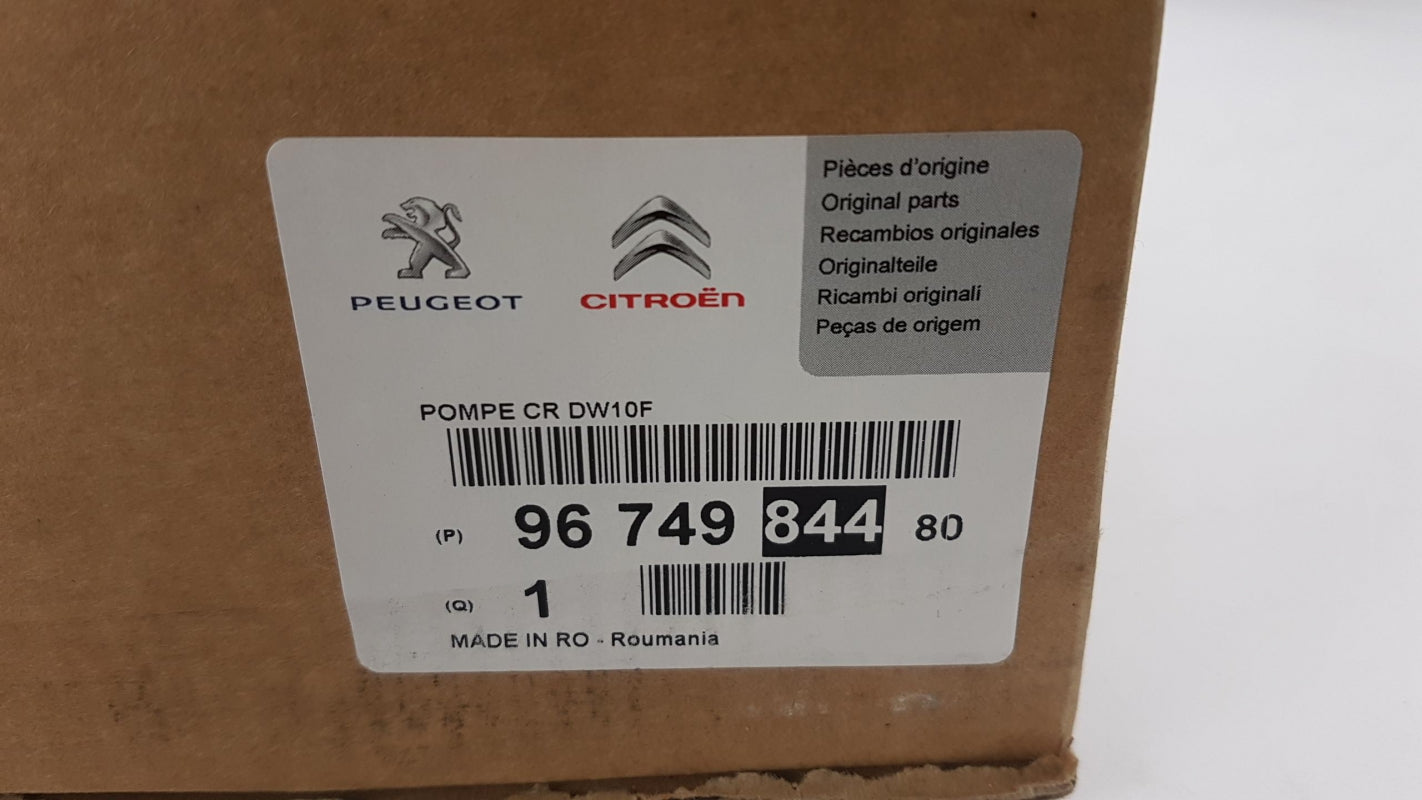 PEUGEOT
CITROËN
Pièces d'origine
Original parts
Recambios originales
Originalteile
Ricambi originali
Peças de origem
POMPE CR DW10F
(P) 96 749 844 80
(Q) 1
MADE IN RO - Roumania